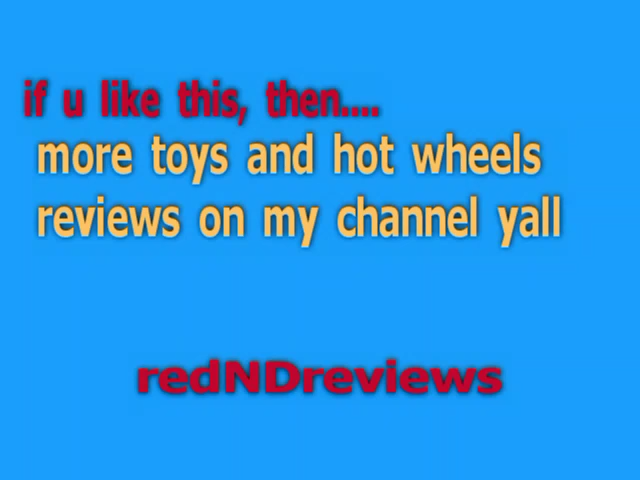 if u like this, then....
more toys and hot wheels
reviews on my channel yall
redNDreviews